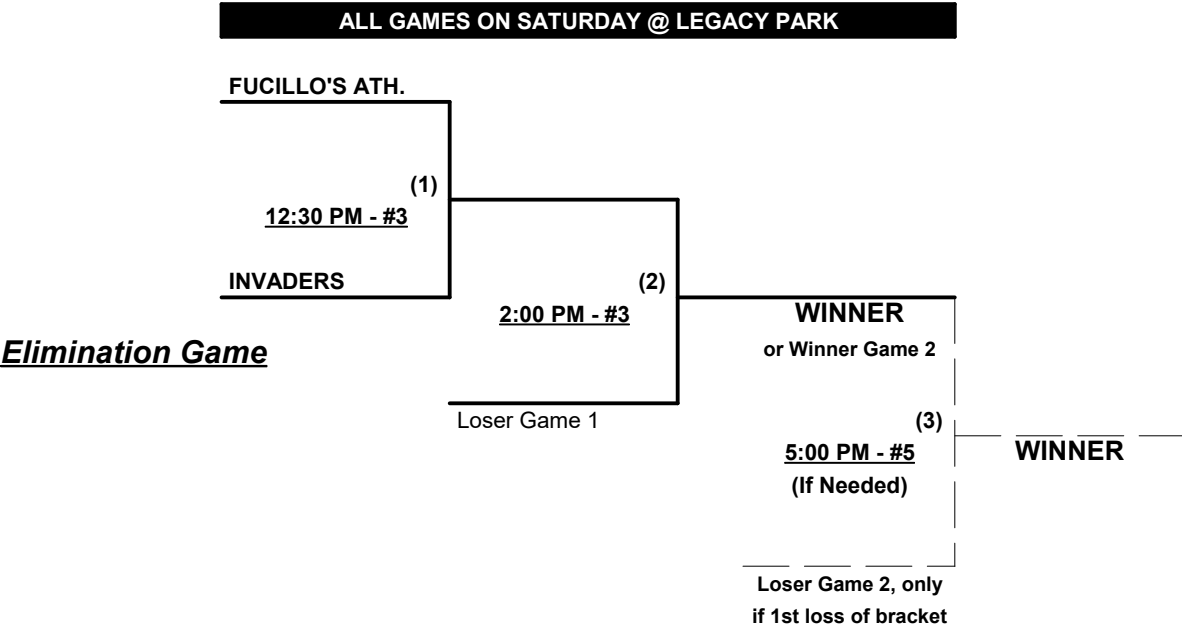 ALL GAMES ON SATURDAY @ LEGACY PARK
FUCILLO'S ATH.
(1)
12:30 PM - #3
INVADERS
(2)
2:00 PM - #3
WINNER
or Winner Game 2
Elimination Game
Loser Game 1
(3)
5:00 PM - #5
WINNER
(If Needed)
Loser Game 2, only
if 1st loss of bracket